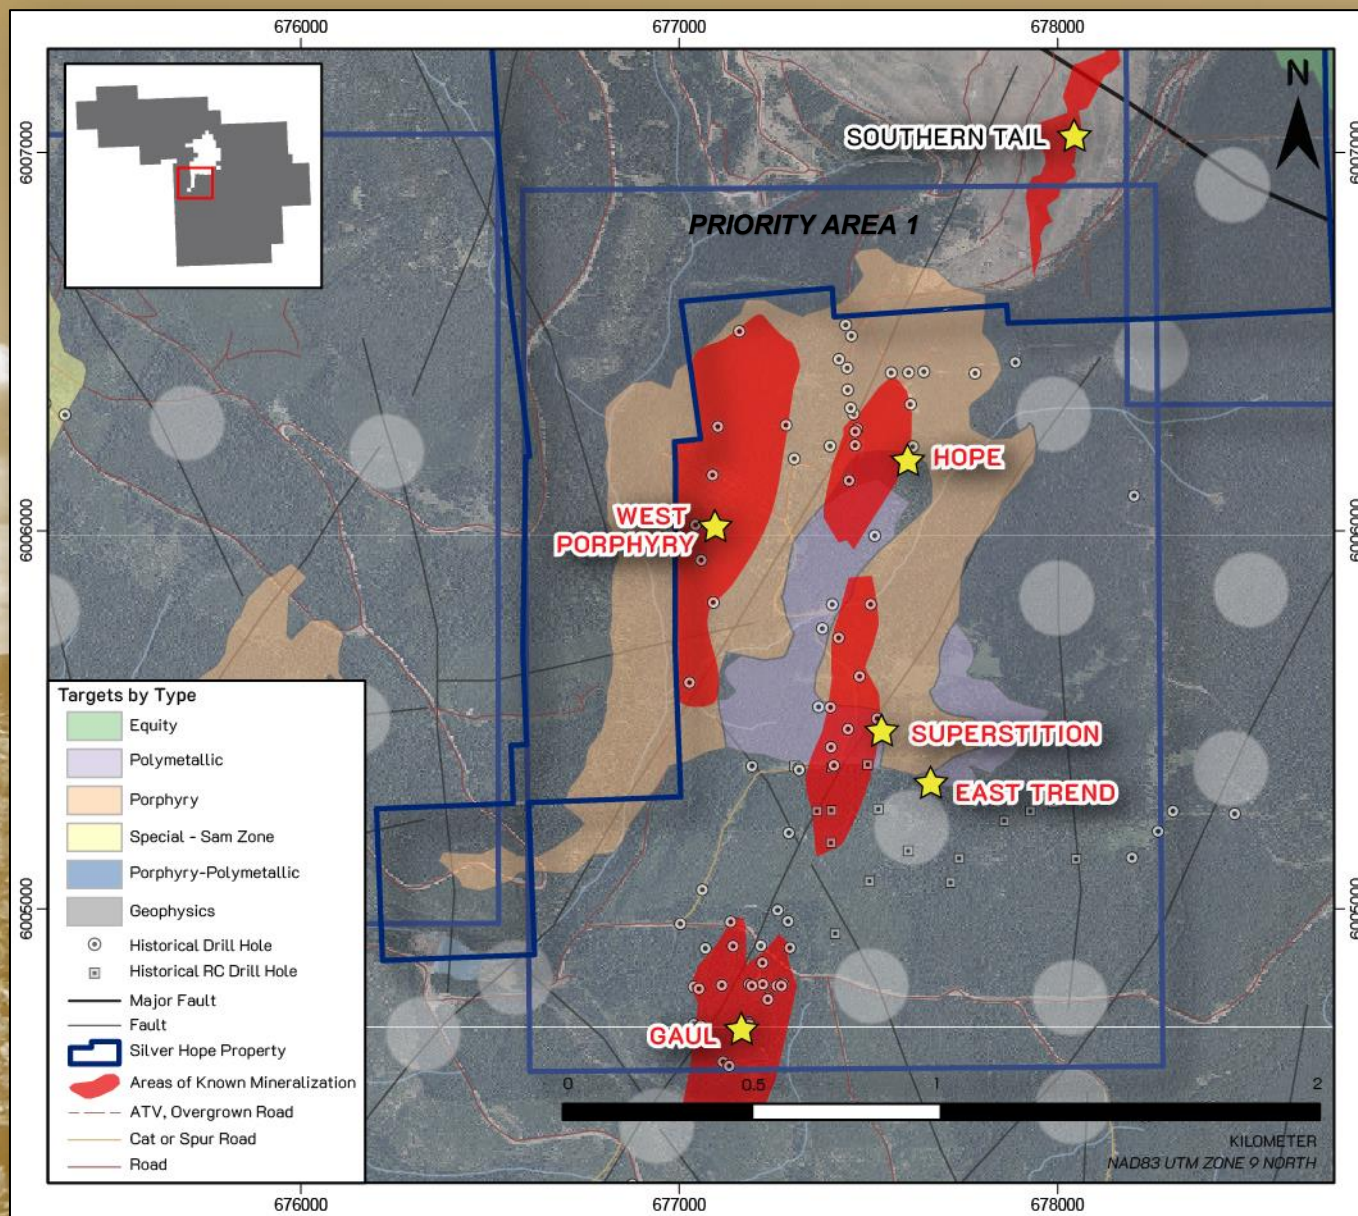 676000
677000
678000
6007000
6007000
N
SOUTHERN TAIL
PRIORITY AREA 1
HOPE
WEST
PORPHYRY
6006000
6006000
SUPERSTITION
EAST TREND
Targets by Type
Equity
Polymetallic
Porphyry
Special - Sam Zone
Porphyry-Polymetallic
Geophysics
Historical Drill Hole
Historical RC Drill Hole
Major Fault
Fault
Silver Hope Property
Areas of Known Mineralization
ATV, Overgrown Road
Cat or Spur Road
Road
6005000
6005000
GAUL
0 0.5 1 2
KILOMETER
NAD83 UTM ZONE 9 NORTH
676000
677000
678000